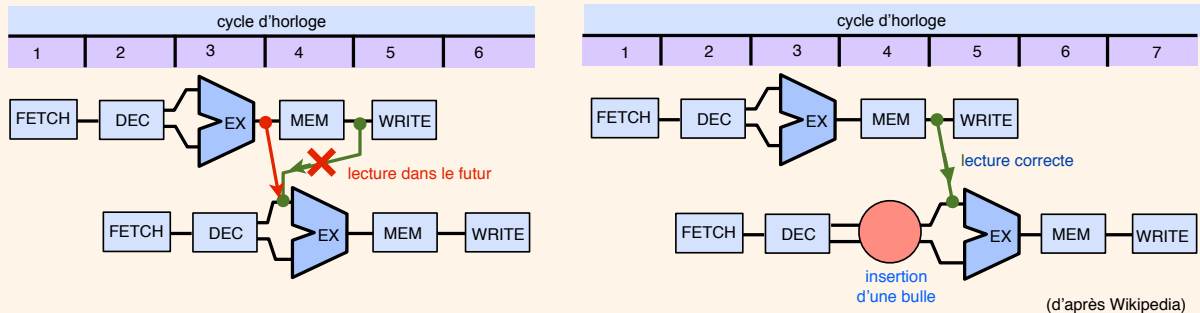 cycle d'horloge
1 2 3 4 5 6
FETCH DEC EX MEM WRITE
lecture dans le futur
FETCH DEC EX MEM WRITE
cycle d'horloge
1 2 3 4 5 6 7
FETCH DEC EX MEM WRITE
lecture correcte
FETCH DEC EX MEM WRITE
insertion
d'une bulle
(d'après Wikipedia)